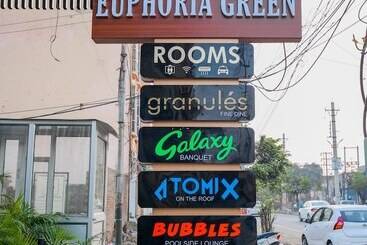 EUPHORIA GREEN
ROOMS
granulés
FINE DINE
Galaxy
BANQUET
ATOMIX
ON THE ROOF
BUBBLES
POOLSIDE LOUNGE